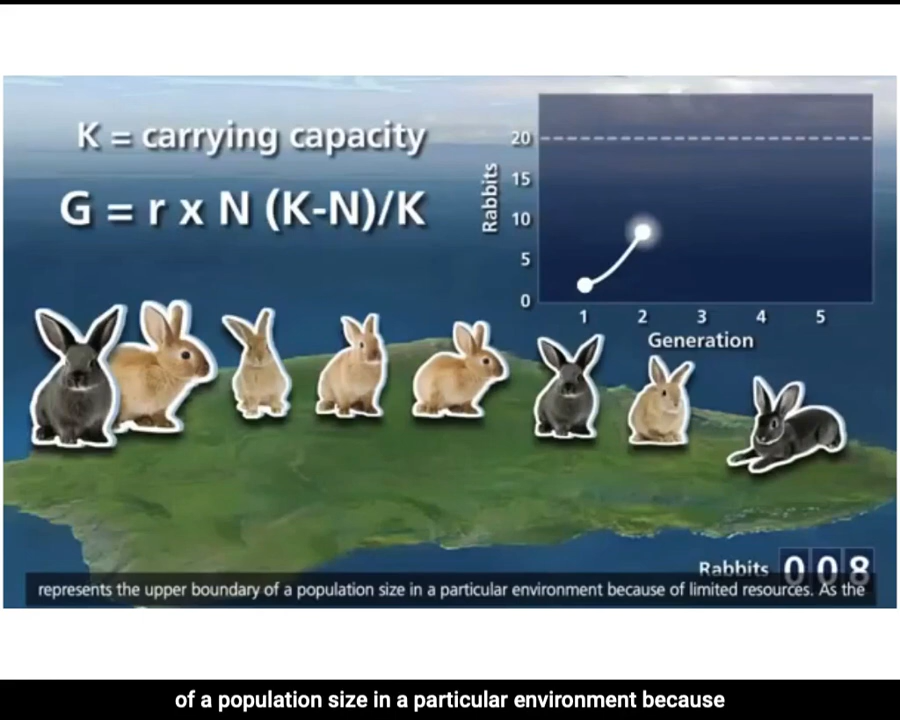 K = carrying capacity
G = r x N (K-N)/K
Rabbits
20
15
10
5
0
1 2 3 4 5
Generation
Rabbits 008
represents the upper boundary of a population size in a particular environment because of limited resources. As the
of a population size in a particular environment because